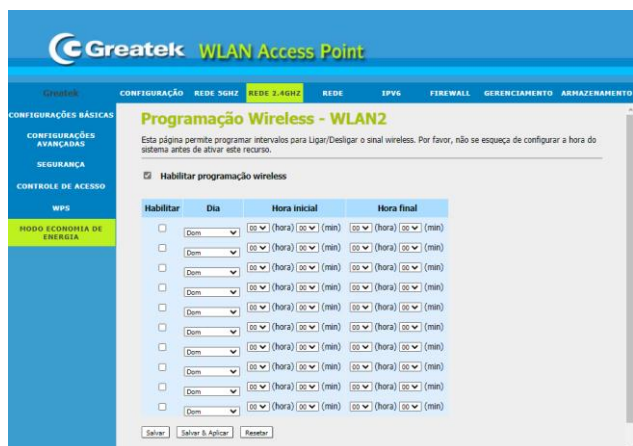 Greatek WLAN Access Point
Greatek CONFIGURAÇÃO REDE 5GHZ REDE 2.4GHZ REDE IPV6 FIREWALL GERENCIAMENTO ARMAZENAMENTO
CONFIGURAÇÕES BÁSICAS
CONFIGURAÇÕES AVANÇADAS
SEGURANÇA
CONTROLE DE ACESSO
WPS
MODO ECONOMIA DE ENERGIA
Programação Wireless - WLAN2
Esta página permite programar intervalos para Ligar/Desligar o sinal wireless. Por favor, não se esqueça de configurar a hora do
sistema antes de ativar este recurso.
Habilitar programação wireless
Habilitar Dia Hora inicial Hora final
Dom 00 (hora) 00 (min) 00 (hora) 00 (min)
Dom 00 (hora) 00 (min) 00 (hora) 00 (min)
Dom 00 (hora) 00 (min) 00 (hora) 00 (min)
Dom 00 (hora) 00 (min) 00 (hora) 00 (min)
Dom 00 (hora) 00 (min) 00 (hora) 00 (min)
Dom 00 (hora) 00 (min) 00 (hora) 00 (min)
Dom 00 (hora) 00 (min) 00 (hora) 00 (min)
Dom 00 (hora) 00 (min) 00 (hora) 00 (min)
Dom 00 (hora) 00 (min) 00 (hora) 00 (min)
Dom 00 (hora) 00 (min) 00 (hora) 00 (min)
Salvar Salvar & Aplicar Resetar